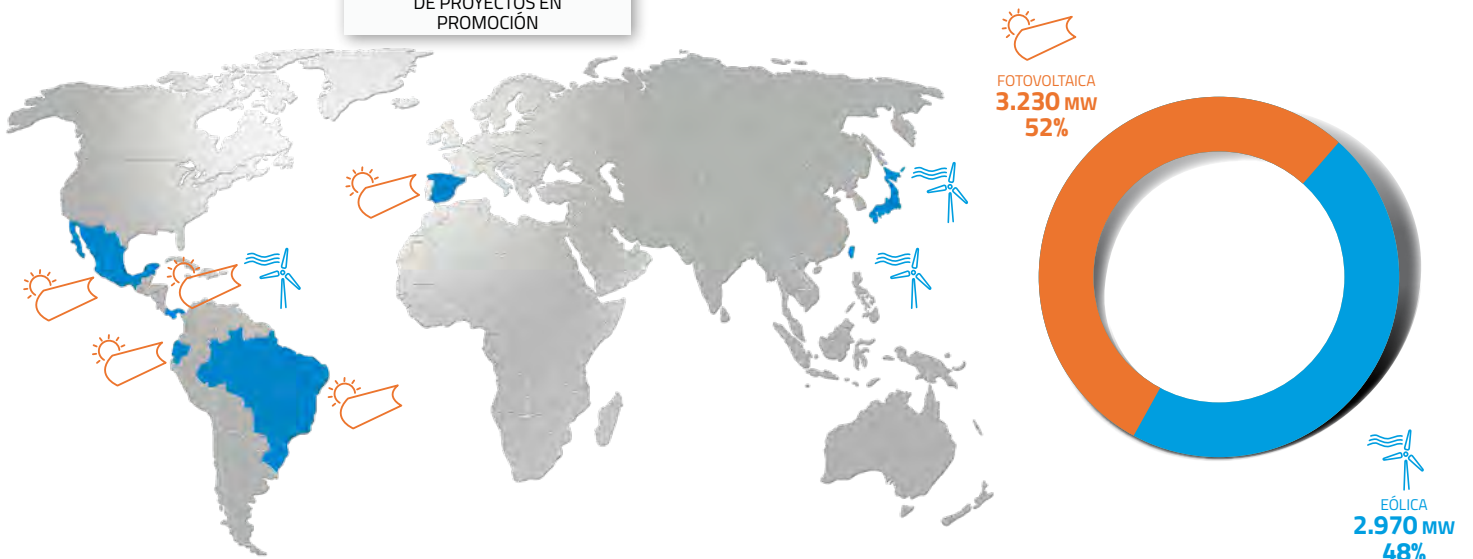 DE PROYECTOS EN
PROMOCIÓN
FOTOVOLTAICA
3.230 MW
52%
EÓLICA
2.970 MW
48%